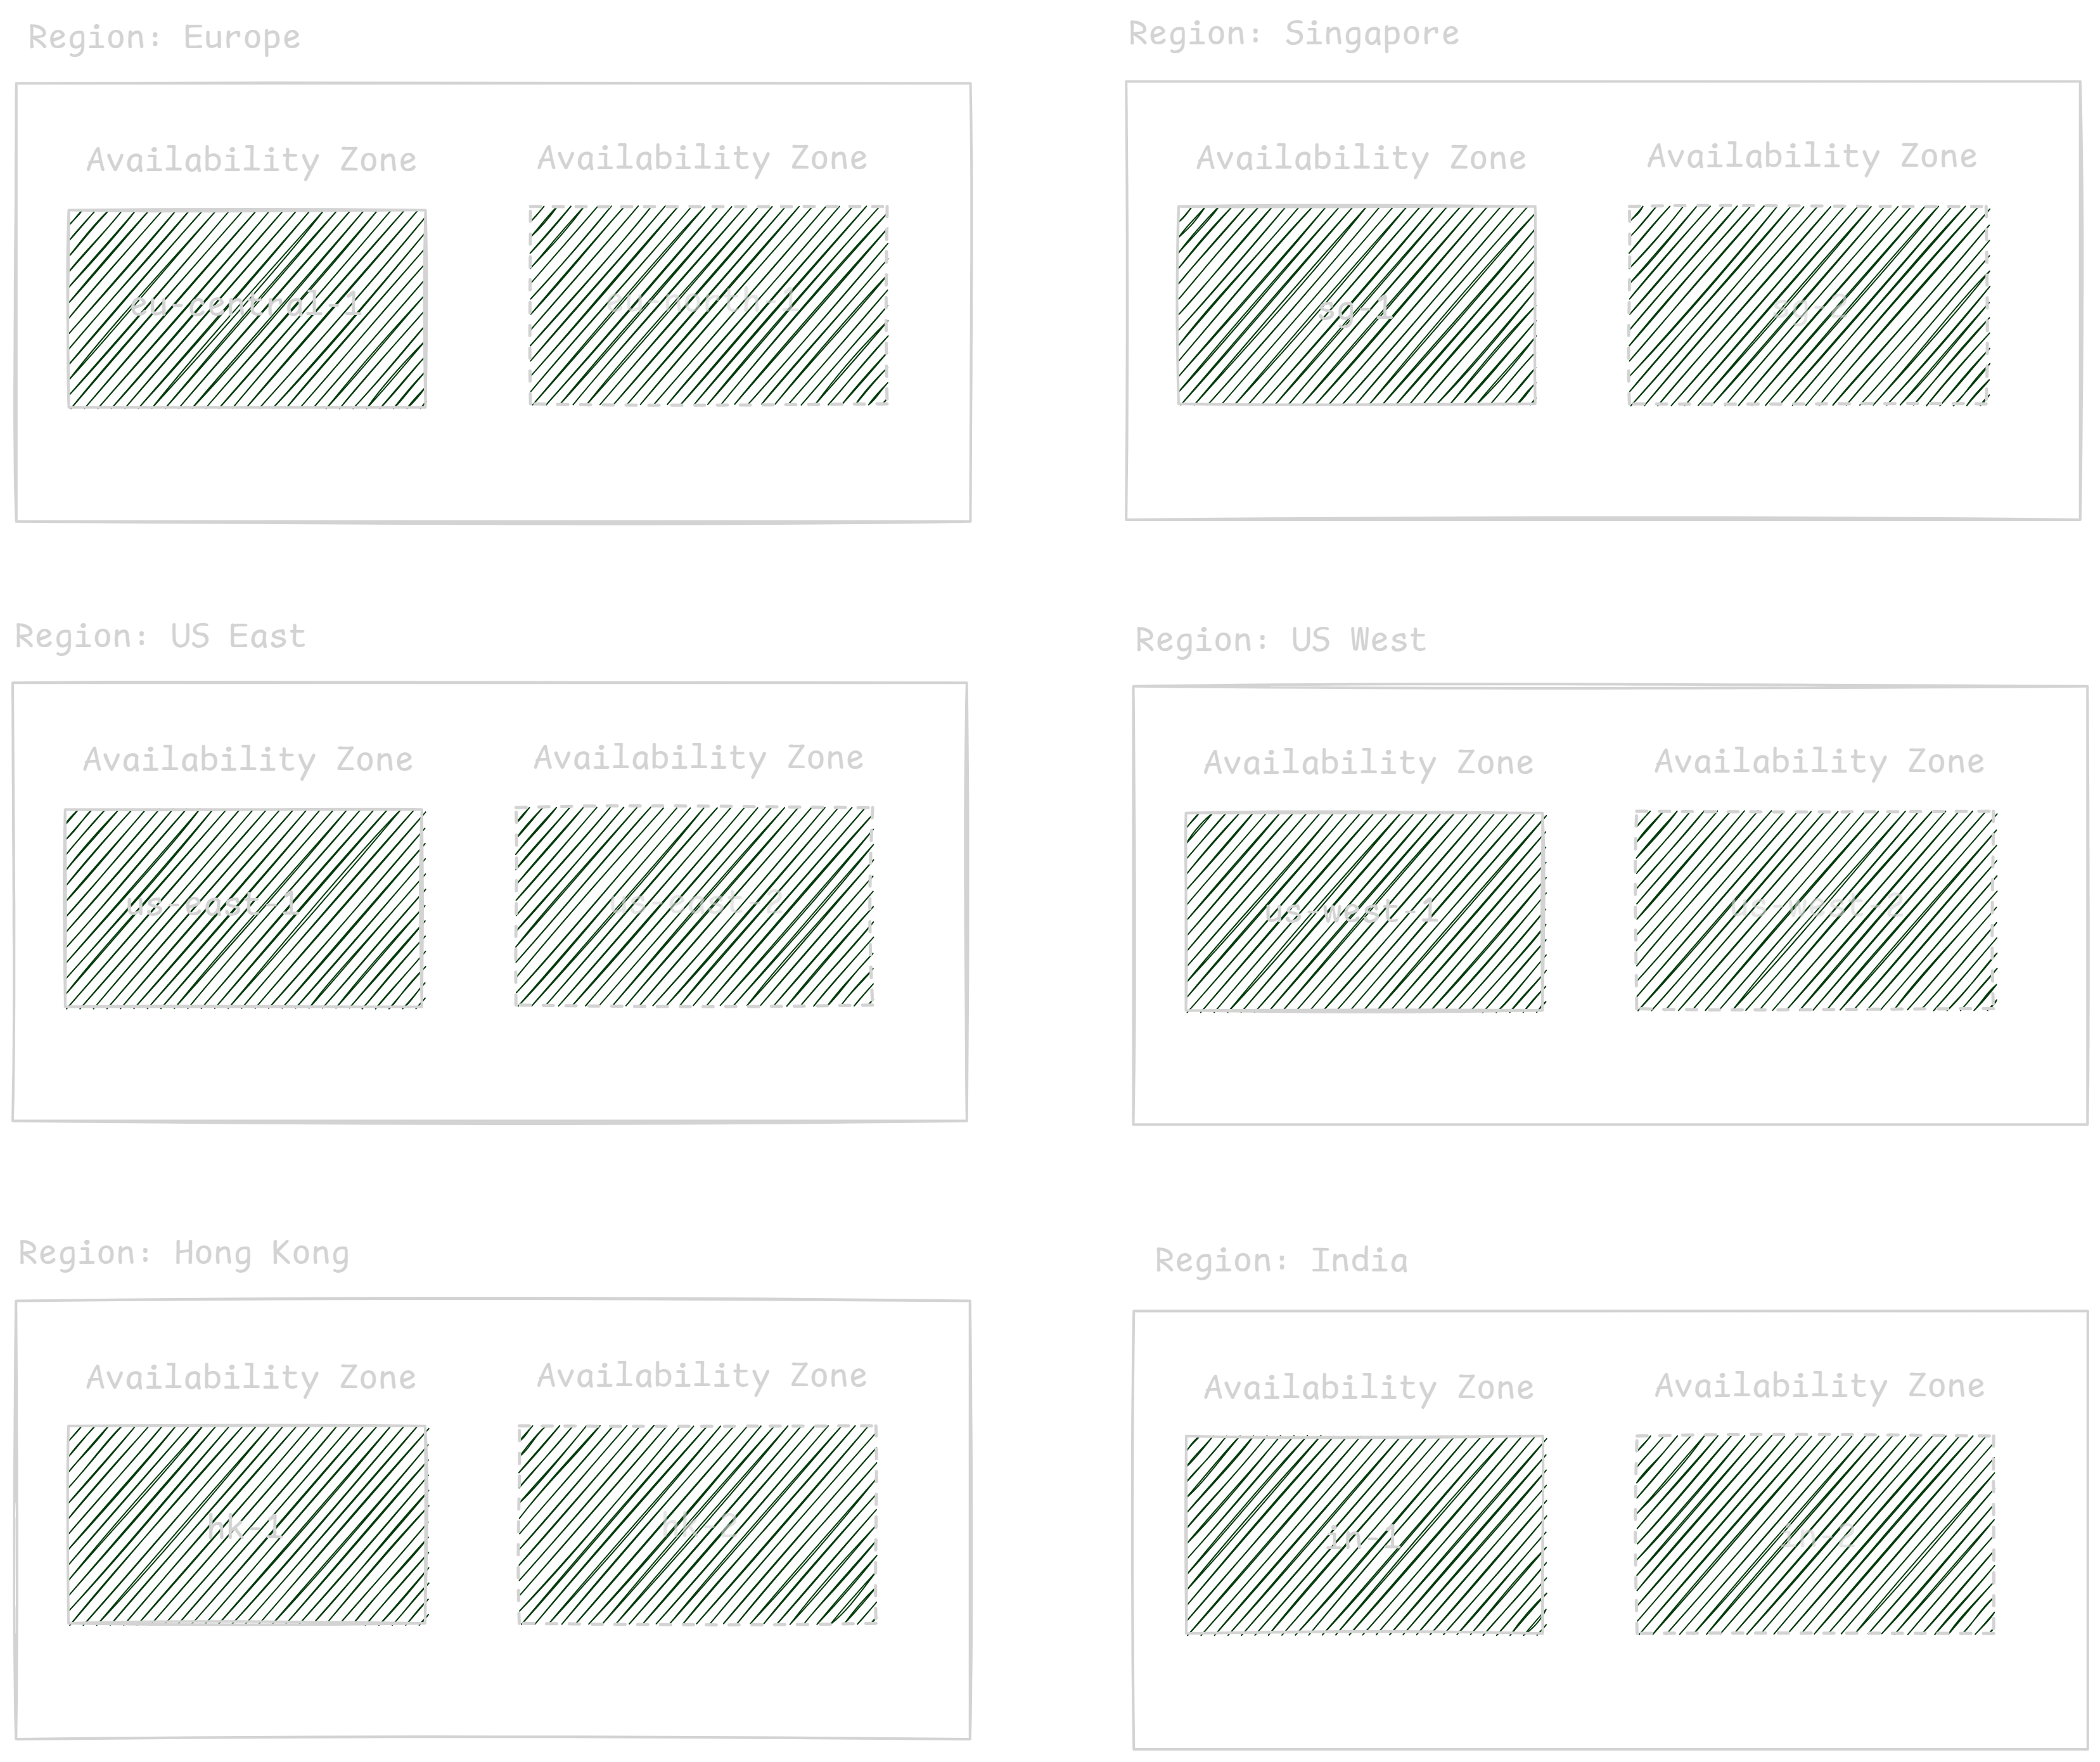 Region: Europe
Availability Zone
Availability Zone
eu-central-1
eu-north-1
Region: Singapore
Availability Zone
Availability Zone
sg-1
sg-2
Region: US East
Availability Zone
Availability Zone
us-east-1
us-east-2
Region: US West
Availability Zone
Availability Zone
us-west-1
us-west-2
Region: Hong Kong
Availability Zone
Availability Zone
hk-1
hk-2
Region: India
Availability Zone
Availability Zone
in-1
in-2